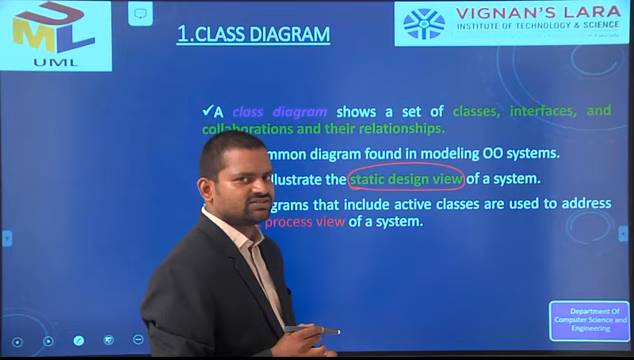 UML
UML
1.CLASS DIAGRAM
VIGNAN'S LARA
INSTITUTE OF TECHNOLOGY & SCIENCE
✓A class diagram shows a set of classes, interfaces, and
collaborations and their relationships.
mmon diagram found in modeling OO systems.
llustrate the static design view of a system.
grams that include active classes are used to address
process view of a system.
Department Of
Computer Science and
Engineering